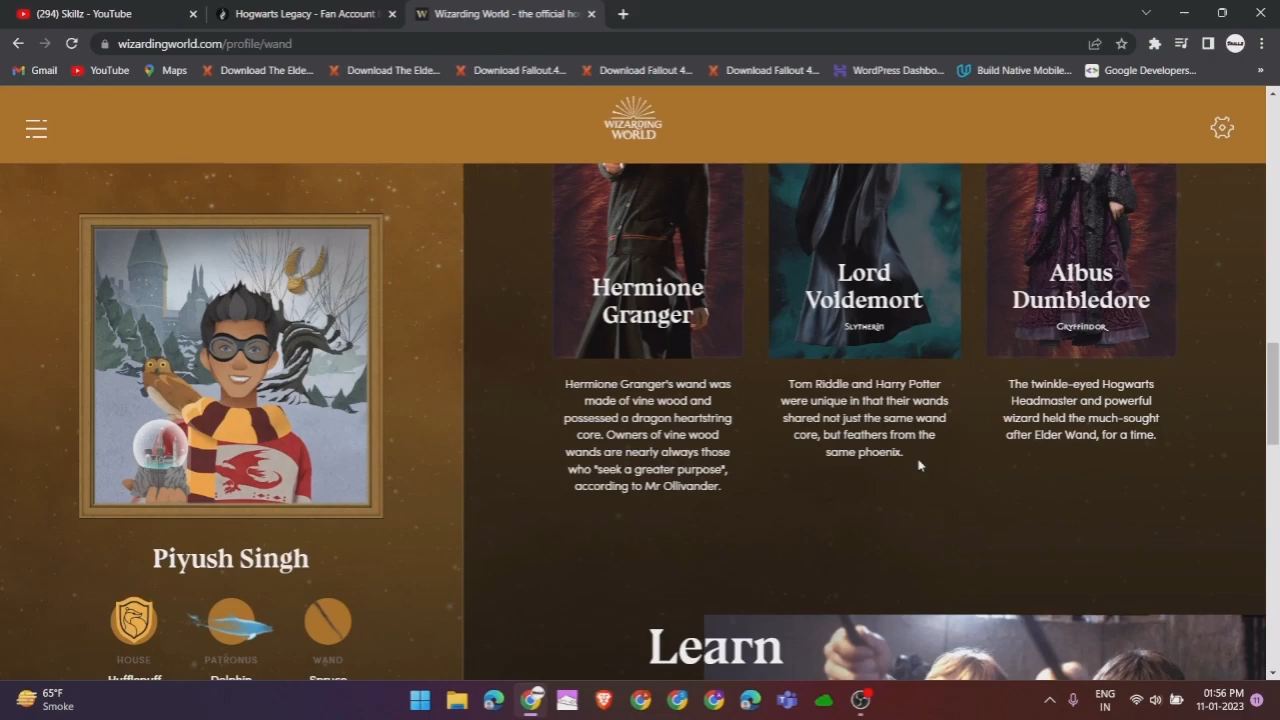 (294) Skillz - YouTube
Hogwarts Legacy - Fan Account
Wizarding World - the official ho
wizardingworld.com/profile/wand
Gmail
YouTube
Maps
Download The Elde...
Download The Elde...
Download Fallout.4...
Download Fallout 4...
Download Fallout 4...
WordPress Dashbo...
Build Native Mobile...
Google Developers...
WIZARDING
WORLD
Hermione
Granger
Lord
Voldemort
SLYTHERIN
Albus
Dumbledore
GRYFFINDOR
Hermione Granger's wand was
made of vine wood and
possessed a dragon heartstring
core. Owners of vine wood
wands are nearly always those
who "seek a greater purpose",
according to Mr Ollivander.
Tom Riddle and Harry Potter
were unique in that their wands
shared not just the same wand
core, but feathers from the
same phoenix.
The twinkle-eyed Hogwarts
Headmaster and powerful
wizard held the much-sought
after Elder Wand, for a time.
Piyush Singh
HOUSE
PATRONUS
WAND
Hufflepuff
Dolphin
Spruce
Learn
65°F
Smoke
ENG
IN
01:56 PM
11-01-2023
11